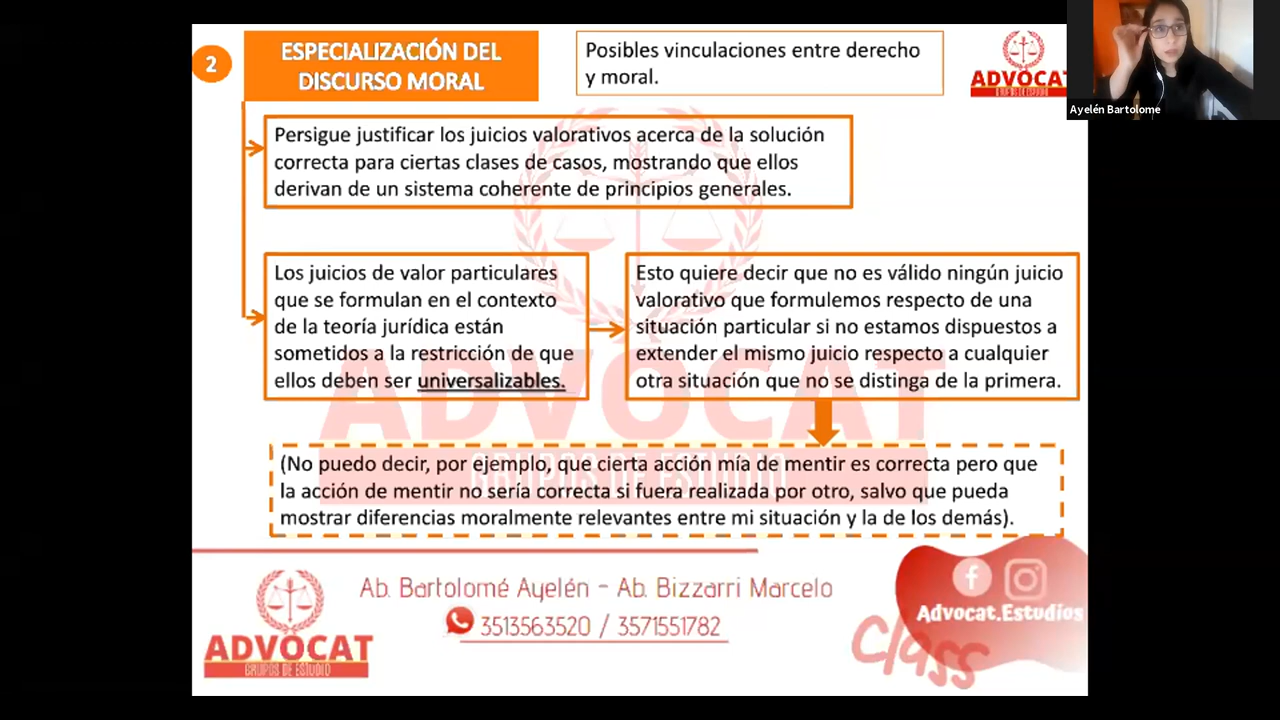 2
ESPECIALIZACIÓN DEL
DISCURSO MORAL
Posibles vinculaciones entre derecho
y moral.
ADVOCAT
GRUPOS DE ESTUDIO
Ayelén Bartolome
Persigue justificar los juicios valorativos acerca de la solución
correcta para ciertas clases de casos, mostrando que ellos
derivan de un sistema coherente de principios generales.
Los juicios de valor particulares
que se formulan en el contexto
de la teoría jurídica están
sometidos a la restricción de que
ellos deben ser universalizables.
Esto quiere decir que no es válido ningún juicio
valorativo que formulemos respecto de una
situación particular si no estamos dispuestos a
extender el mismo juicio respecto a cualquier
otra situación que no se distinga de la primera.
ADVOCAT
GRUPOS DE ESTUDIO
(No puedo decir, por ejemplo, que cierta acción mía de mentir es correcta pero que
la acción de mentir no sería correcta si fuera realizada por otro, salvo que pueda
mostrar diferencias moralmente relevantes entre mi situación y la de los demás).
Ab. Bartolomé Ayelén – Ab. Bizzarri Marcelo
3513563520 / 3571551782
ADVOCAT
GRUPOS DE ESTUDIO
Advocat.Estudios
Class